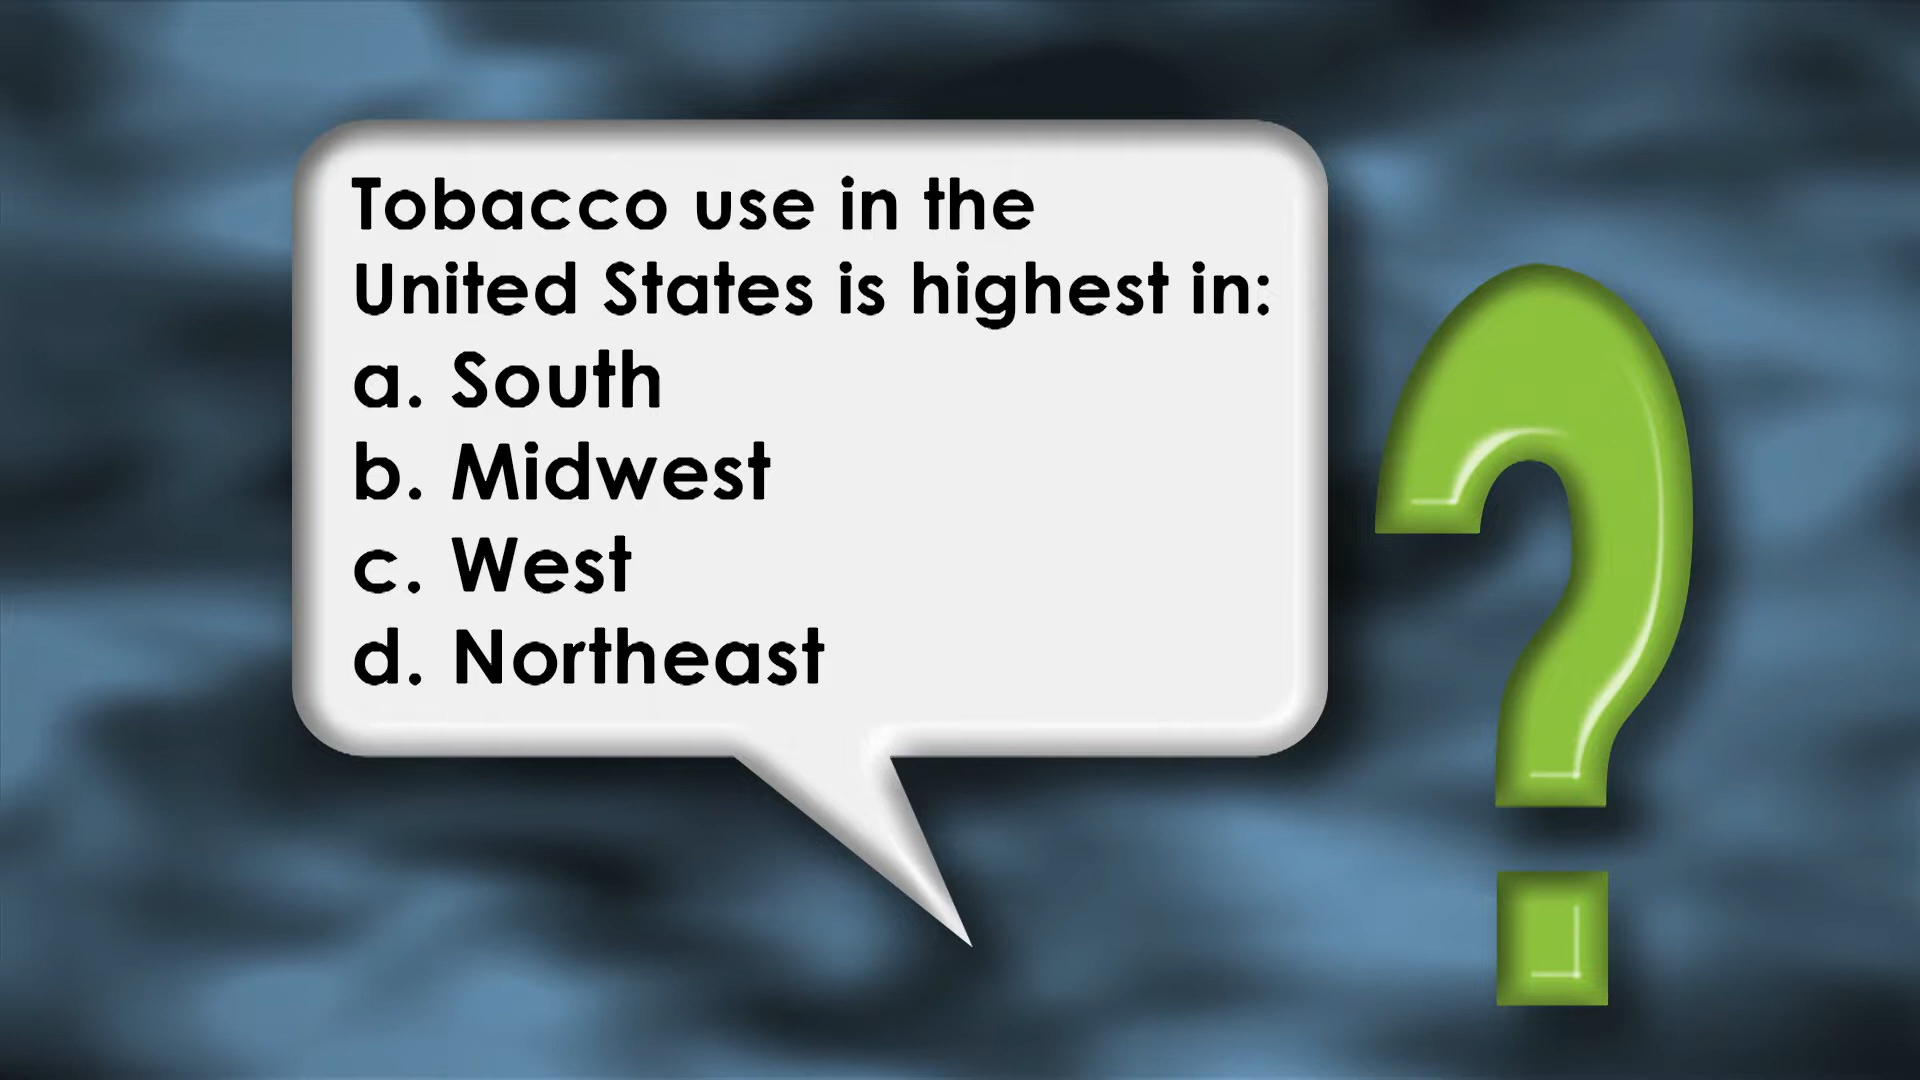 Tobacco use in the
United States is highest in:
a. South
b. Midwest
c. West
d. Northeast
?